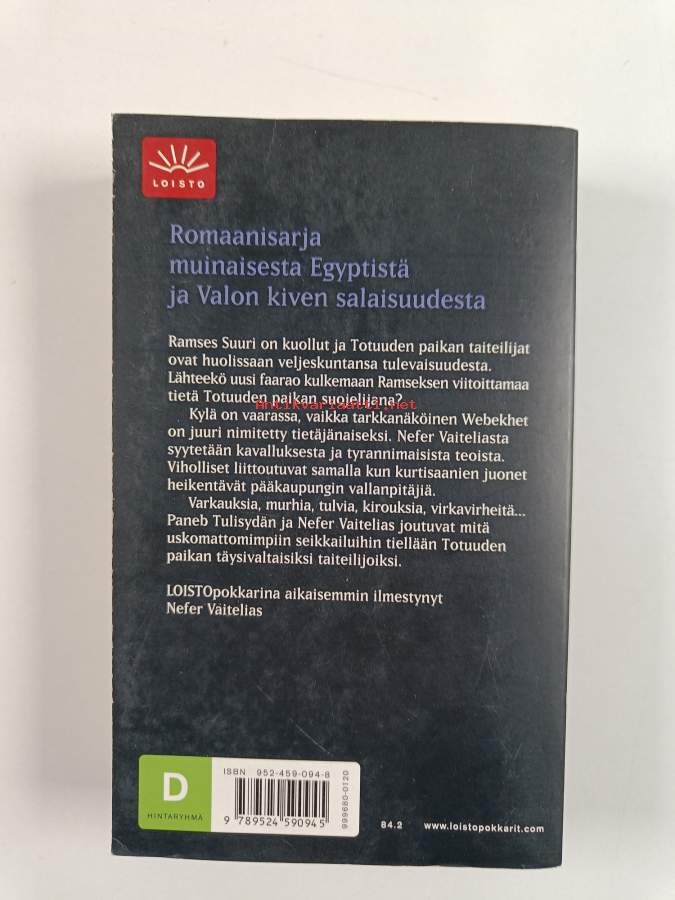 LOISTO
Romaanisarja
muinaisesta Egyptistä
ja Valon kiven salaisuudesta
Ramses Suuri on kuollut ja Totuuden paikan taiteilijat
ovat huolissaan veljeskuntansa tulevaisuudesta.
Lähteekö uusi faarao kulkemaan Ramseksen viitoittamaa
tietä Totuuden paikan suojelijana?
Antikvariaatti.net
Kylä on vaarassa, vaikka tarkkanäköinen Webekhet
on juuri nimitetty tietäjänaiseksi. Nefer Vaiteliasta
syytetään kavalluksesta ja tyrannimaisista teoista.
Viholliset liittoutuvat samalla kun kurtisaanien juonet
heikentävät pääkaupungin vallanpitäjiä.
Varkauksia, murhia, tulvia, kirouksia, virkavirheitä...
Paneb Tulisydän ja Nefer Vaitelias joutuvat mitä
uskomattomimpiin seikkailuihin tiellään Totuuden
paikan täysivaltaisiksi taiteilijoiksi.
LOISTOpokkarina aikaisemmin ilmestynyt
Nefer Vaitelias
D
HINTARYHMÄ
ISBN 952-459-094-8
9 789524 590945
999680-0120
84.2 www.loistopokkarit.com